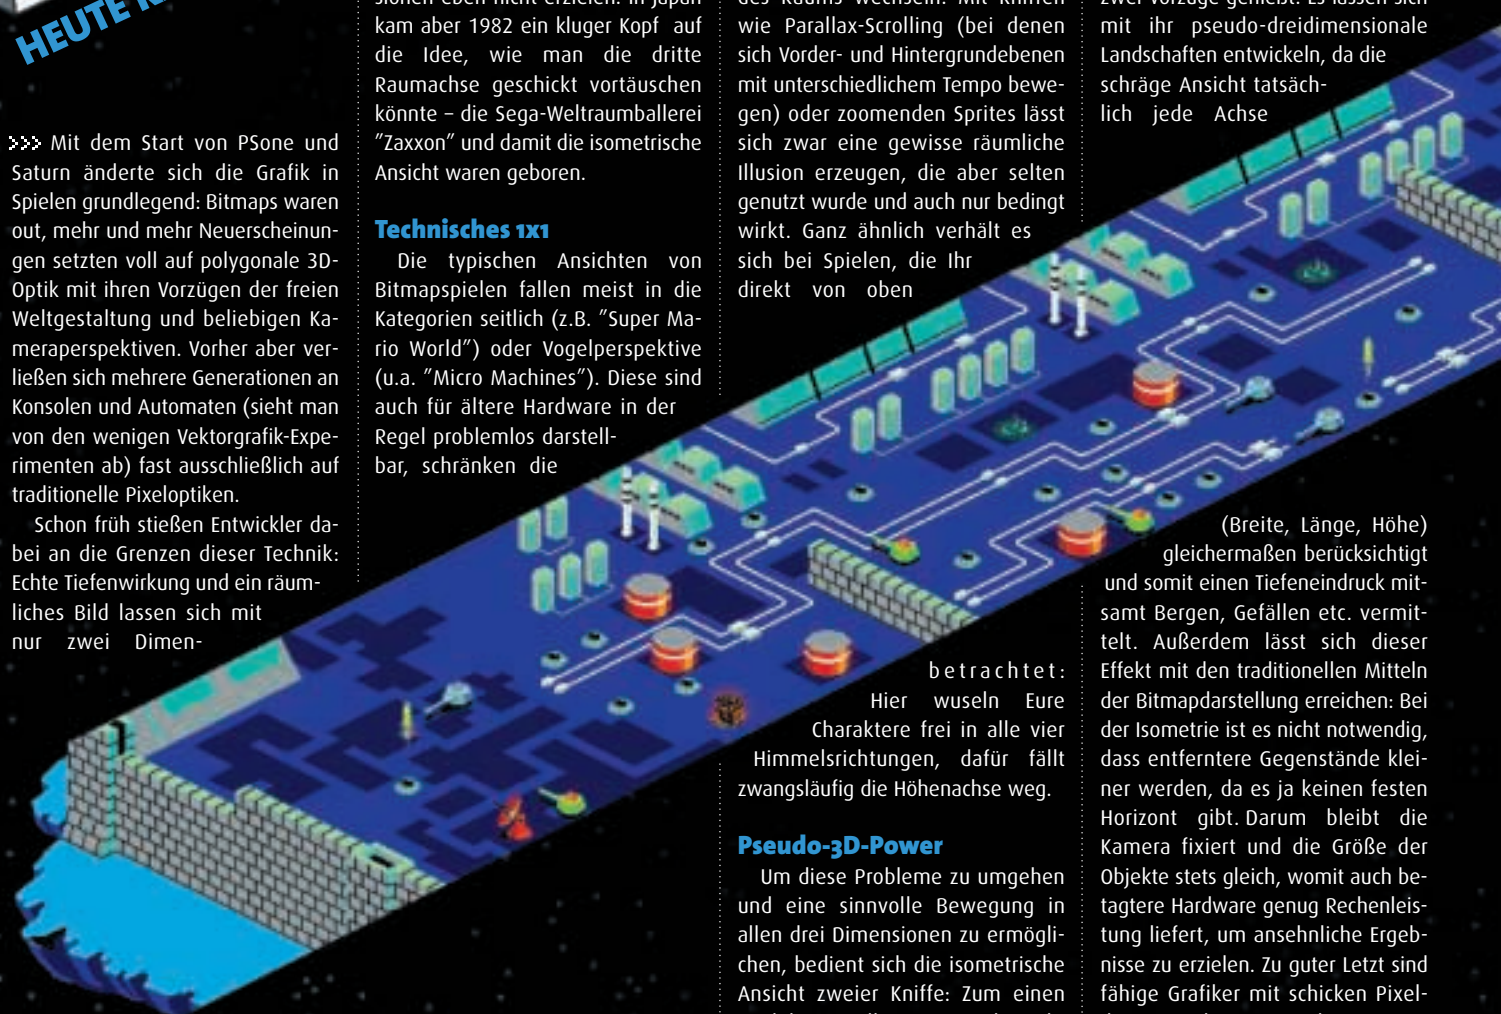 HEUTE
>>> Mit dem Start von PSone und
Saturn änderte sich die Grafik in
Spielen grundlegend: Bitmaps waren
out, mehr und mehr Neuerscheinun-
gen setzten voll auf polygonale 3D-
Optik mit ihren Vorzügen der freien
Weltgestaltung und beliebigen Ka-
meraperspektiven. Vorher aber ver-
ließen sich mehrere Generationen an
Konsolen und Automaten (sieht man
von den wenigen Vektorgrafik-Expe-
rimenten ab) fast ausschließlich auf
traditionelle Pixeloptiken.
Schon früh stießen Entwickler da-
bei an die Grenzen dieser Technik:
Echte Tiefenwirkung und ein räum-
liches Bild lassen sich mit
nur zwei Dimen-
sionen eben nicht erzielen. In Japan
kam aber 1982 ein kluger Kopf auf
die Idee, wie man die dritte
Raumachse geschickt vortäuschen
könnte – die Sega-Weltraumballerei
"Zaxxon" und damit die isometrische
Ansicht waren geboren.
Technisches 1x1
Die typischen Ansichten von
Bitmapspielen fallen meist in die
Kategorien seitlich (z.B. "Super Ma-
rio World") oder Vogelperspektive
(u.a. "Micro Machines"). Diese sind
auch für ältere Hardware in der
Regel problemlos darstell-
bar, schränken die
des Raums wechseln. Mit Kniffen
wie Parallax-Scrolling (bei denen
sich Vorder- und Hintergrundebenen
mit unterschiedlichem Tempo bewe-
gen) oder zoomenden Sprites lässt
sich zwar eine gewisse räumliche
Illusion erzeugen, die aber selten
genutzt wurde und auch nur bedingt
wirkt. Ganz ähnlich verhält es
sich bei Spielen, die Ihr
direkt von oben
betrachtet:
Hier wuseln Eure
Charaktere frei in alle vier
Himmelsrichtungen, dafür fällt
zwangsläufig die Höhenachse weg.
Pseudo-3D-Power
Um diese Probleme zu umgehen
und eine sinnvolle Bewegung in
allen drei Dimensionen zu ermögli-
chen, bedient sich die isometrische
Ansicht zweier Kniffe: Zum einen
zwei Vorzüge genießt: Es lassen sich
mit ihr pseudo-dreidimensionale
Landschaften entwickeln, da die
schräge Ansicht tatsäch-
lich jede Achse
(Breite, Länge, Höhe)
gleichermaßen berücksichtigt
und somit einen Tiefeneindruck mit-
samt Bergen, Gefällen etc. vermit-
telt. Außerdem lässt sich dieser
Effekt mit den traditionellen Mitteln
der Bitmapdarstellung erreichen: Bei
der Isometrie ist es nicht notwendig,
dass entferntere Gegenstände klei-
ner werden, da es ja keinen festen
Horizont gibt. Darum bleibt die
Kamera fixiert und die Größe der
Objekte stets gleich, womit auch be-
tagtere Hardware genug Rechenleis-
tung liefert, um ansehnliche Ergeb-
nisse zu erzielen. Zu guter Letzt sind
fähige Grafiker mit schicken Pixel-